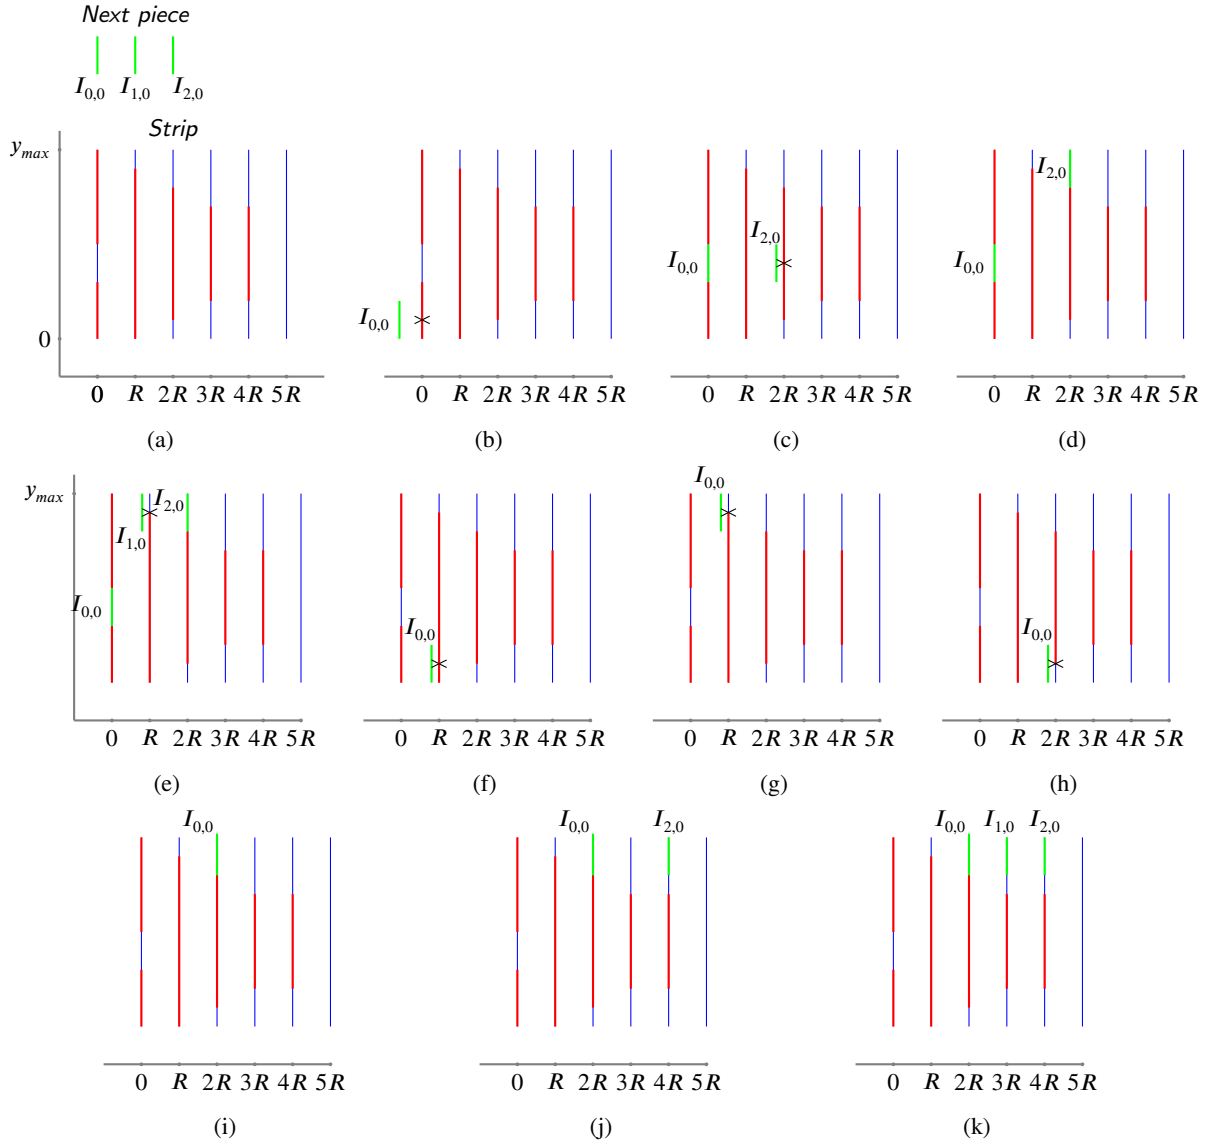 Next piece
I0,0 I1,0 I2,0
Strip
ymax
0
0 R 2R 3R 4R 5R
(a)
I0,0
0 R 2R 3R 4R 5R
(b)
I0,0 I2,0
0 R 2R 3R 4R 5R
(c)
I0,0 I2,0
0 R 2R 3R 4R 5R
(d)
ymax
I2,0
I1,0
I0,0
0 R 2R 3R 4R 5R
(e)
I0,0
0 R 2R 3R 4R 5R
(f)
I0,0
0 R 2R 3R 4R 5R
(g)
I0,0
0 R 2R 3R 4R 5R
(h)
I0,0
0 R 2R 3R 4R 5R
(i)
I0,0 I2,0
0 R 2R 3R 4R 5R
(j)
I0,0 I1,0 I2,0
0 R 2R 3R 4R 5R
(k)